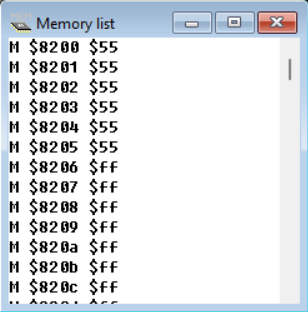 Memory list
M $8200 $55
M $8201 $55
M $8202 $55
M $8203 $55
M $8204 $55
M $8205 $55
M $8206 $ff
M $8207 $ff
M $8208 $ff
M $8209 $ff
M $820a $ff
M $820b $ff
M $820c $ff